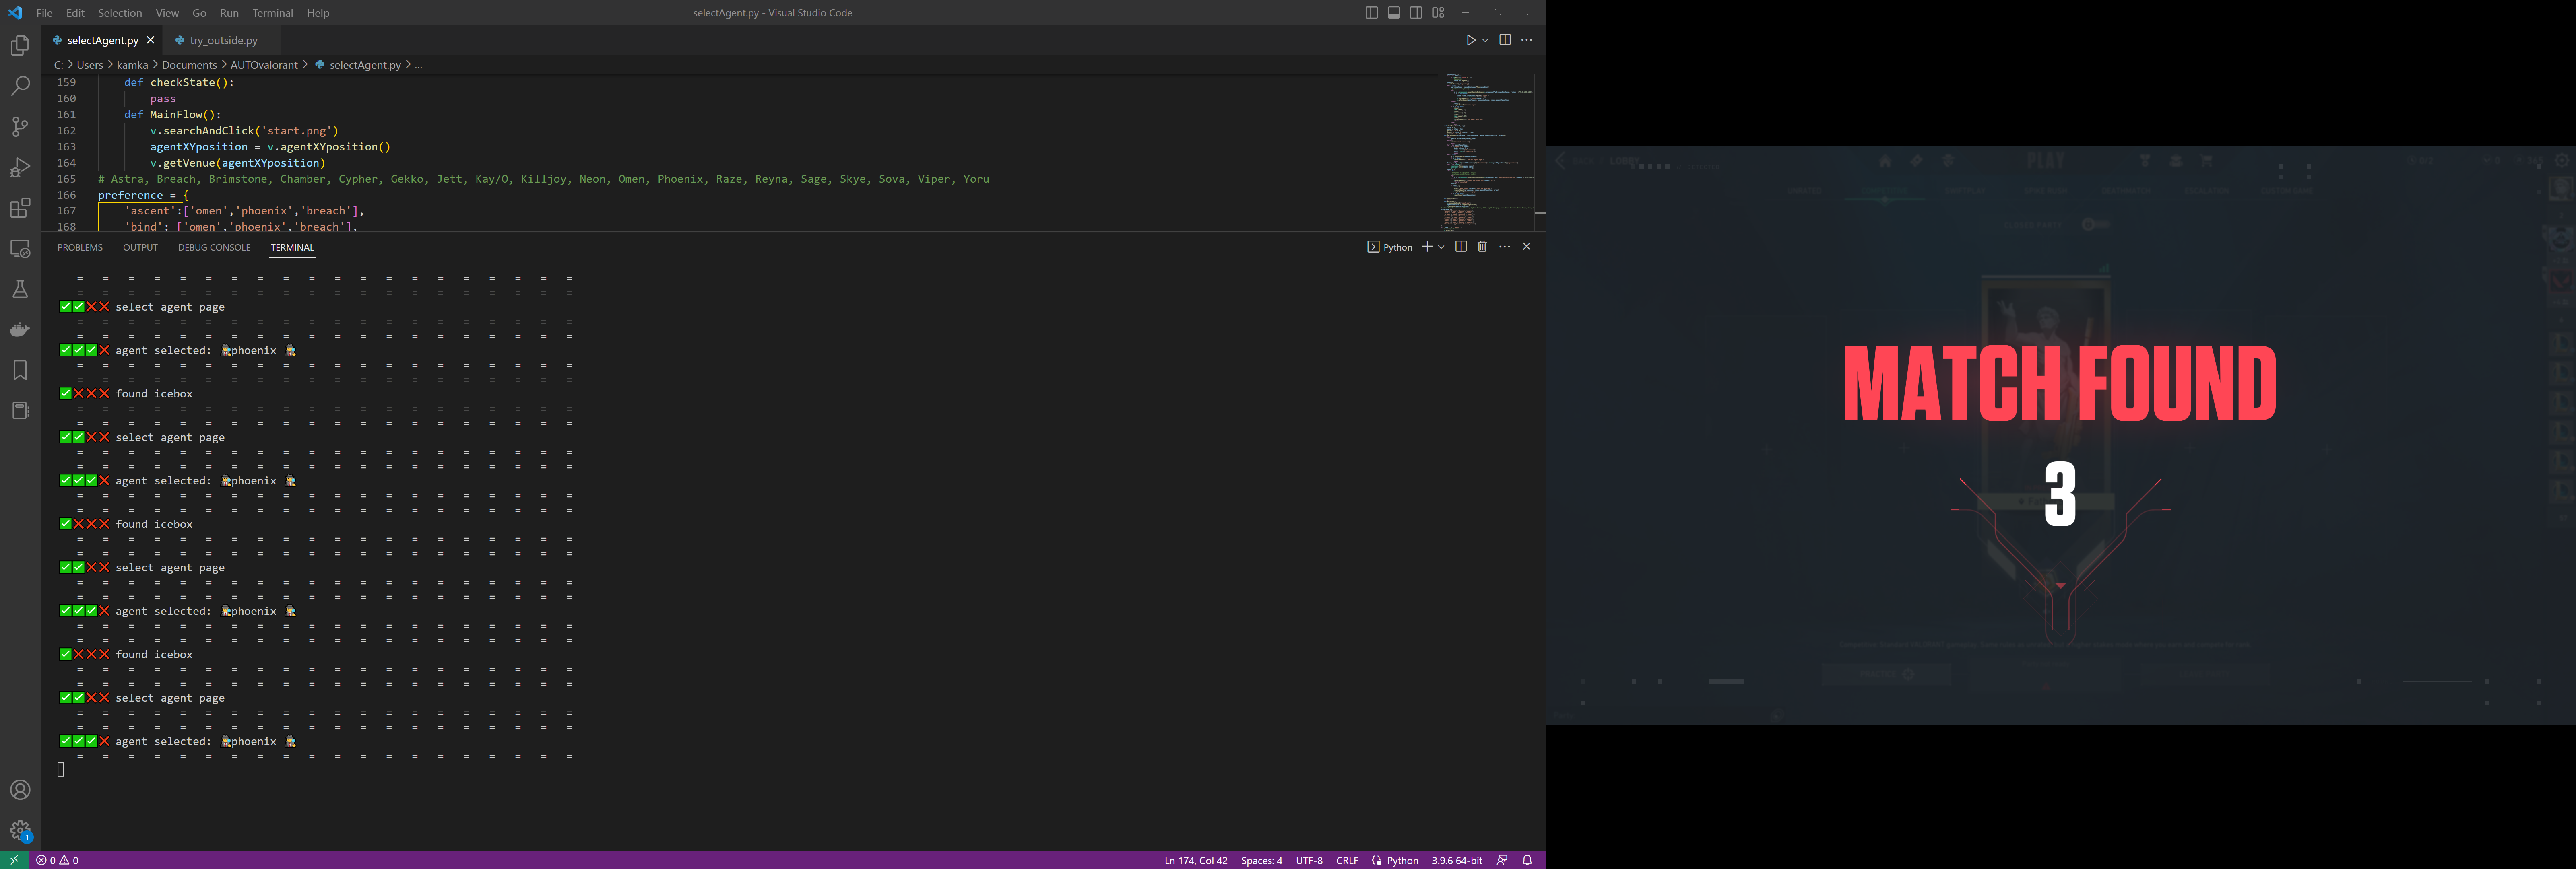 File Edit Selection View Go Run Terminal Help
selectAgent.py - Visual Studio Code
selectAgent.py
try_outside.py
C: > Users > kamka > Documents > AUTOvalorant > selectAgent.py > ...
159 def checkState():
160 pass
161 def MainFlow():
162 v.searchAndClick('start.png')
163 agentXYposition = v.agentXYposition()
164 v.getVenue(agentXYposition)
165 # Astra, Breach, Brimstone, Chamber, Cypher, Gekko, Jett, Kay/O, Killjoy, Neon, Omen, Phoenix, Raze, Reyna, Sage, Skye, Sova, Viper, Yoru
166 preference = {
167 'ascent':['omen','phoenix','breach'],
168 'bind': ['omen','phoenix','breach'],
PROBLEMS OUTPUT DEBUG CONSOLE TERMINAL
Python
= = = = = = = = = = = = = = = = = = = =
= = = = = = = = = = = = = = = = = = = =
✅✅❌❌ select agent page
= = = = = = = = = = = = = = = = = = = =
= = = = = = = = = = = = = = = = = = = =
✅✅✅❌ agent selected: phoenix
= = = = = = = = = = = = = = = = = = = =
= = = = = = = = = = = = = = = = = = = =
✅❌❌❌ found icebox
= = = = = = = = = = = = = = = = = = = =
= = = = = = = = = = = = = = = = = = = =
✅✅❌❌ select agent page
= = = = = = = = = = = = = = = = = = = =
= = = = = = = = = = = = = = = = = = = =
✅✅✅❌ agent selected: phoenix
= = = = = = = = = = = = = = = = = = = =
= = = = = = = = = = = = = = = = = = = =
✅❌❌❌ found icebox
= = = = = = = = = = = = = = = = = = = =
= = = = = = = = = = = = = = = = = = = =
✅✅❌❌ select agent page
= = = = = = = = = = = = = = = = = = = =
= = = = = = = = = = = = = = = = = = = =
✅✅✅❌ agent selected: phoenix
= = = = = = = = = = = = = = = = = = = =
= = = = = = = = = = = = = = = = = = = =
✅❌❌❌ found icebox
= = = = = = = = = = = = = = = = = = = =
= = = = = = = = = = = = = = = = = = = =
✅✅❌❌ select agent page
= = = = = = = = = = = = = = = = = = = =
= = = = = = = = = = = = = = = = = = = =
✅✅✅❌ agent selected: phoenix
= = = = = = = = = = = = = = = = = = = =
1
0 0
Ln 174, Col 42 Spaces: 4 UTF-8 CRLF Python 3.9.6 64-bit
LOBBY
PLAY
MATCH FOUND
3
PRACTICE